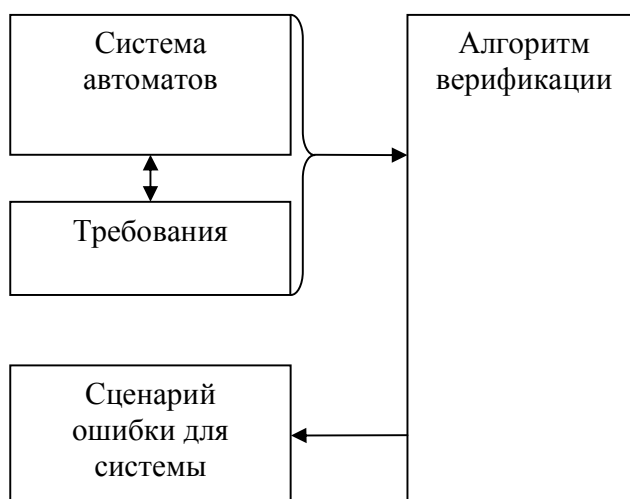 Система
автоматов
Алгоритм
верификации
Требования
Сценарий
ошибки для
системы